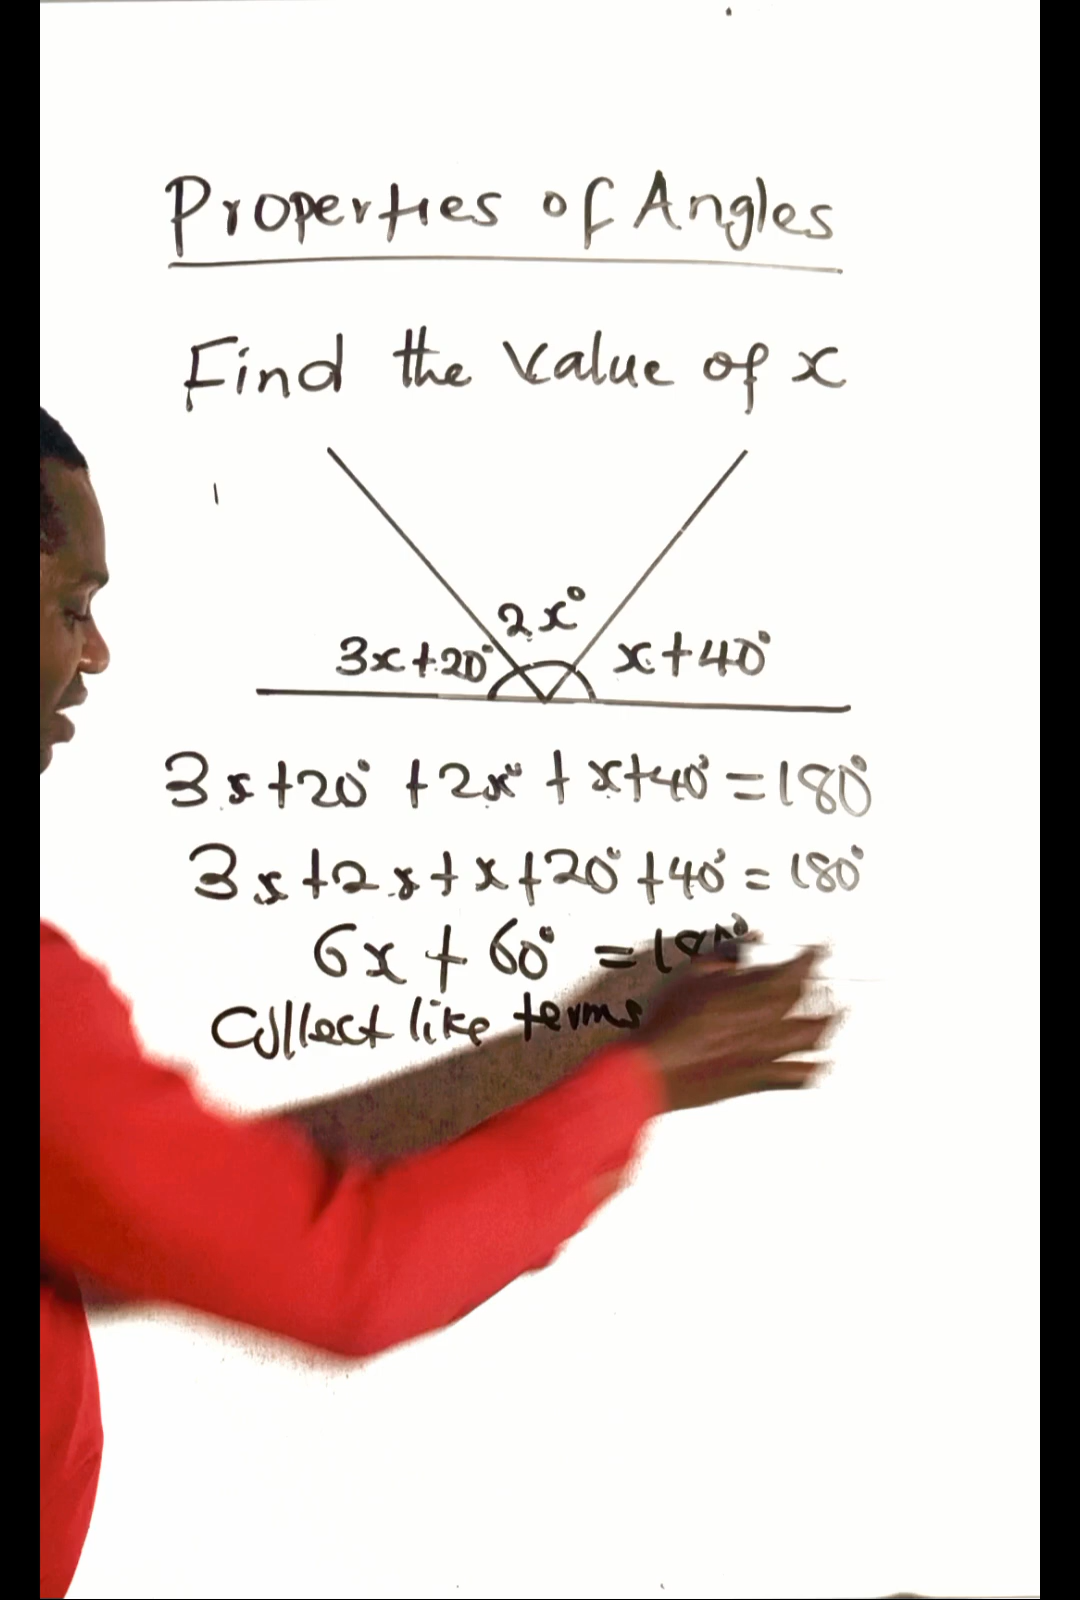 Properties of Angles
Find the Value of x
2x°
3x+20° x+40°
3x+20° +2x° + x+40° =180°
3x+2x+x+20° +40° = 180°
6x + 60° =180°
Collect like terms